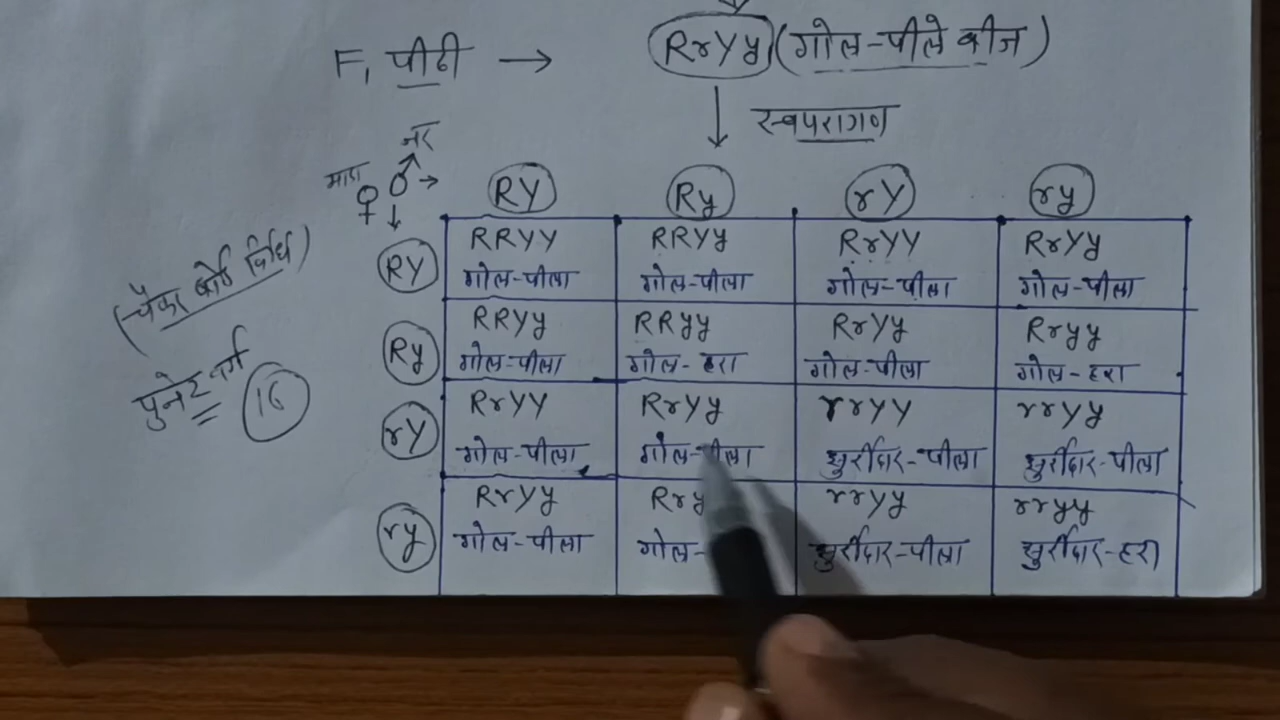 F₁ पीढी → RrYy (गोल-पीले बीज)
स्वपरागण
नर
मादा ♀ ♂ →
RY Ry rY ry
RY RRYY RRYy RrYY RrYy
गोल-पीला गोल-पीला गोल-पीला गोल-पीला
Ry RRYy RRyy RrYy Rryy
गोल-पीला गोल-हरा गोल-पीला गोल-हरा
rY RrYY RrYy rrYY rrYy
गोल-पीला गोल-पीला झुर्रीदार-पीला झुर्रीदार-पीला
ry RrYy Rry rrYy rryy
गोल-पीला गोल- झुर्रीदार-पीला झुर्रीदार-हरा
(चैकर बोर्ड विधि)
पुनेट वर्ग 16